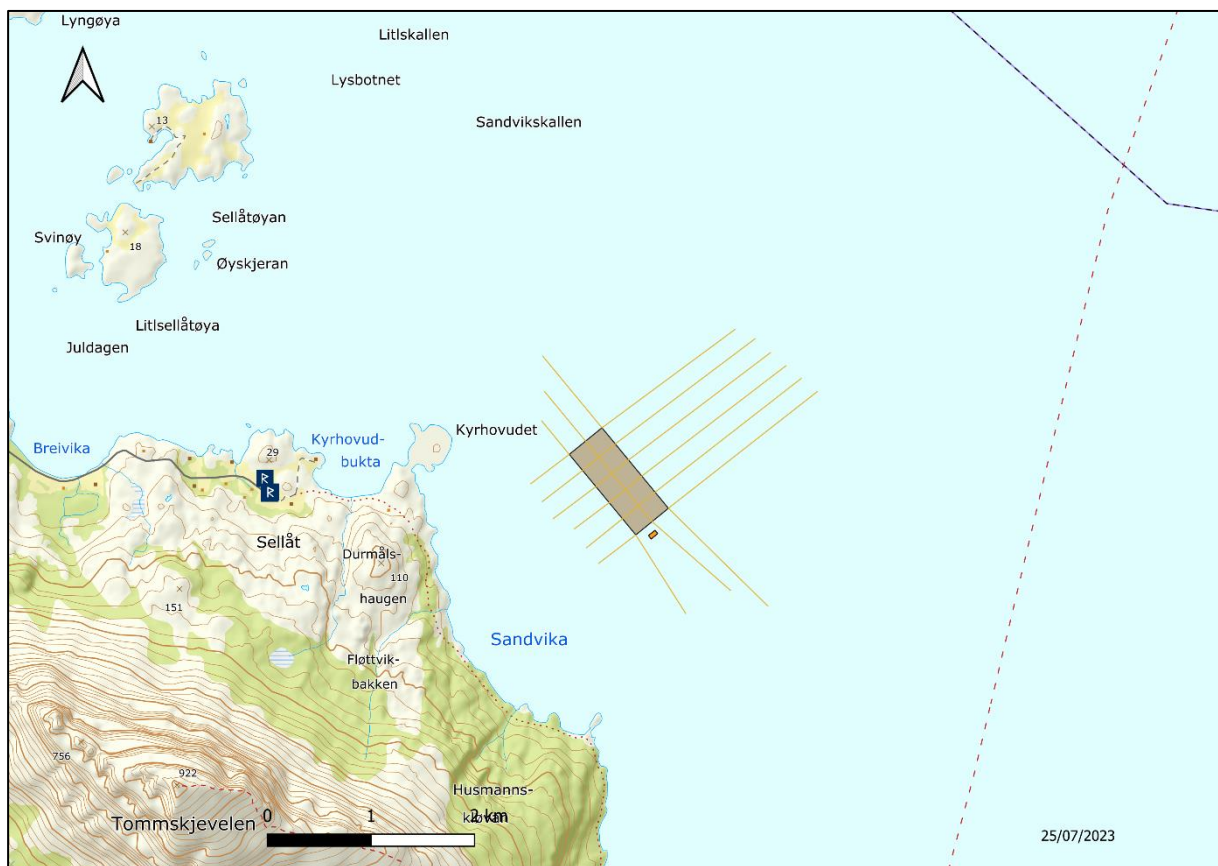 Lyngøya
Litlskallen
Lysbotnet
13
Sandvikskallen
Sellåtøyan
Svinøy
18
Øyskjeran
Litlsellåtøya
Juldagen
Kyrhovudet
Breivika
29
Kyrhovud-
bukta
R
R
Sellåt
Durmåls-
110
haugen
151
Sandvika
Fløttvik-
bakken
756
922
Husmanns-
Tommskjevelen
0
1
2 km
25/07/2023